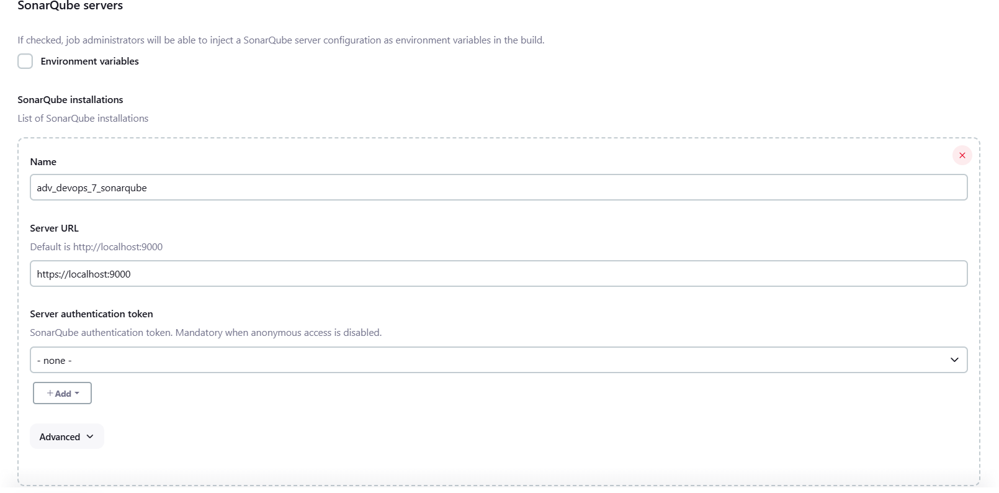 SonarQube servers
If checked, job administrators will be able to inject a SonarQube server configuration as environment variables in the build.
Environment variables
SonarQube installations
List of SonarQube installations
Name
adv_devops_7_sonarqube
Server URL
Default is http://localhost:9000
https://localhost:9000
Server authentication token
SonarQube authentication token. Mandatory when anonymous access is disabled.
- none -
+ Add
Advanced